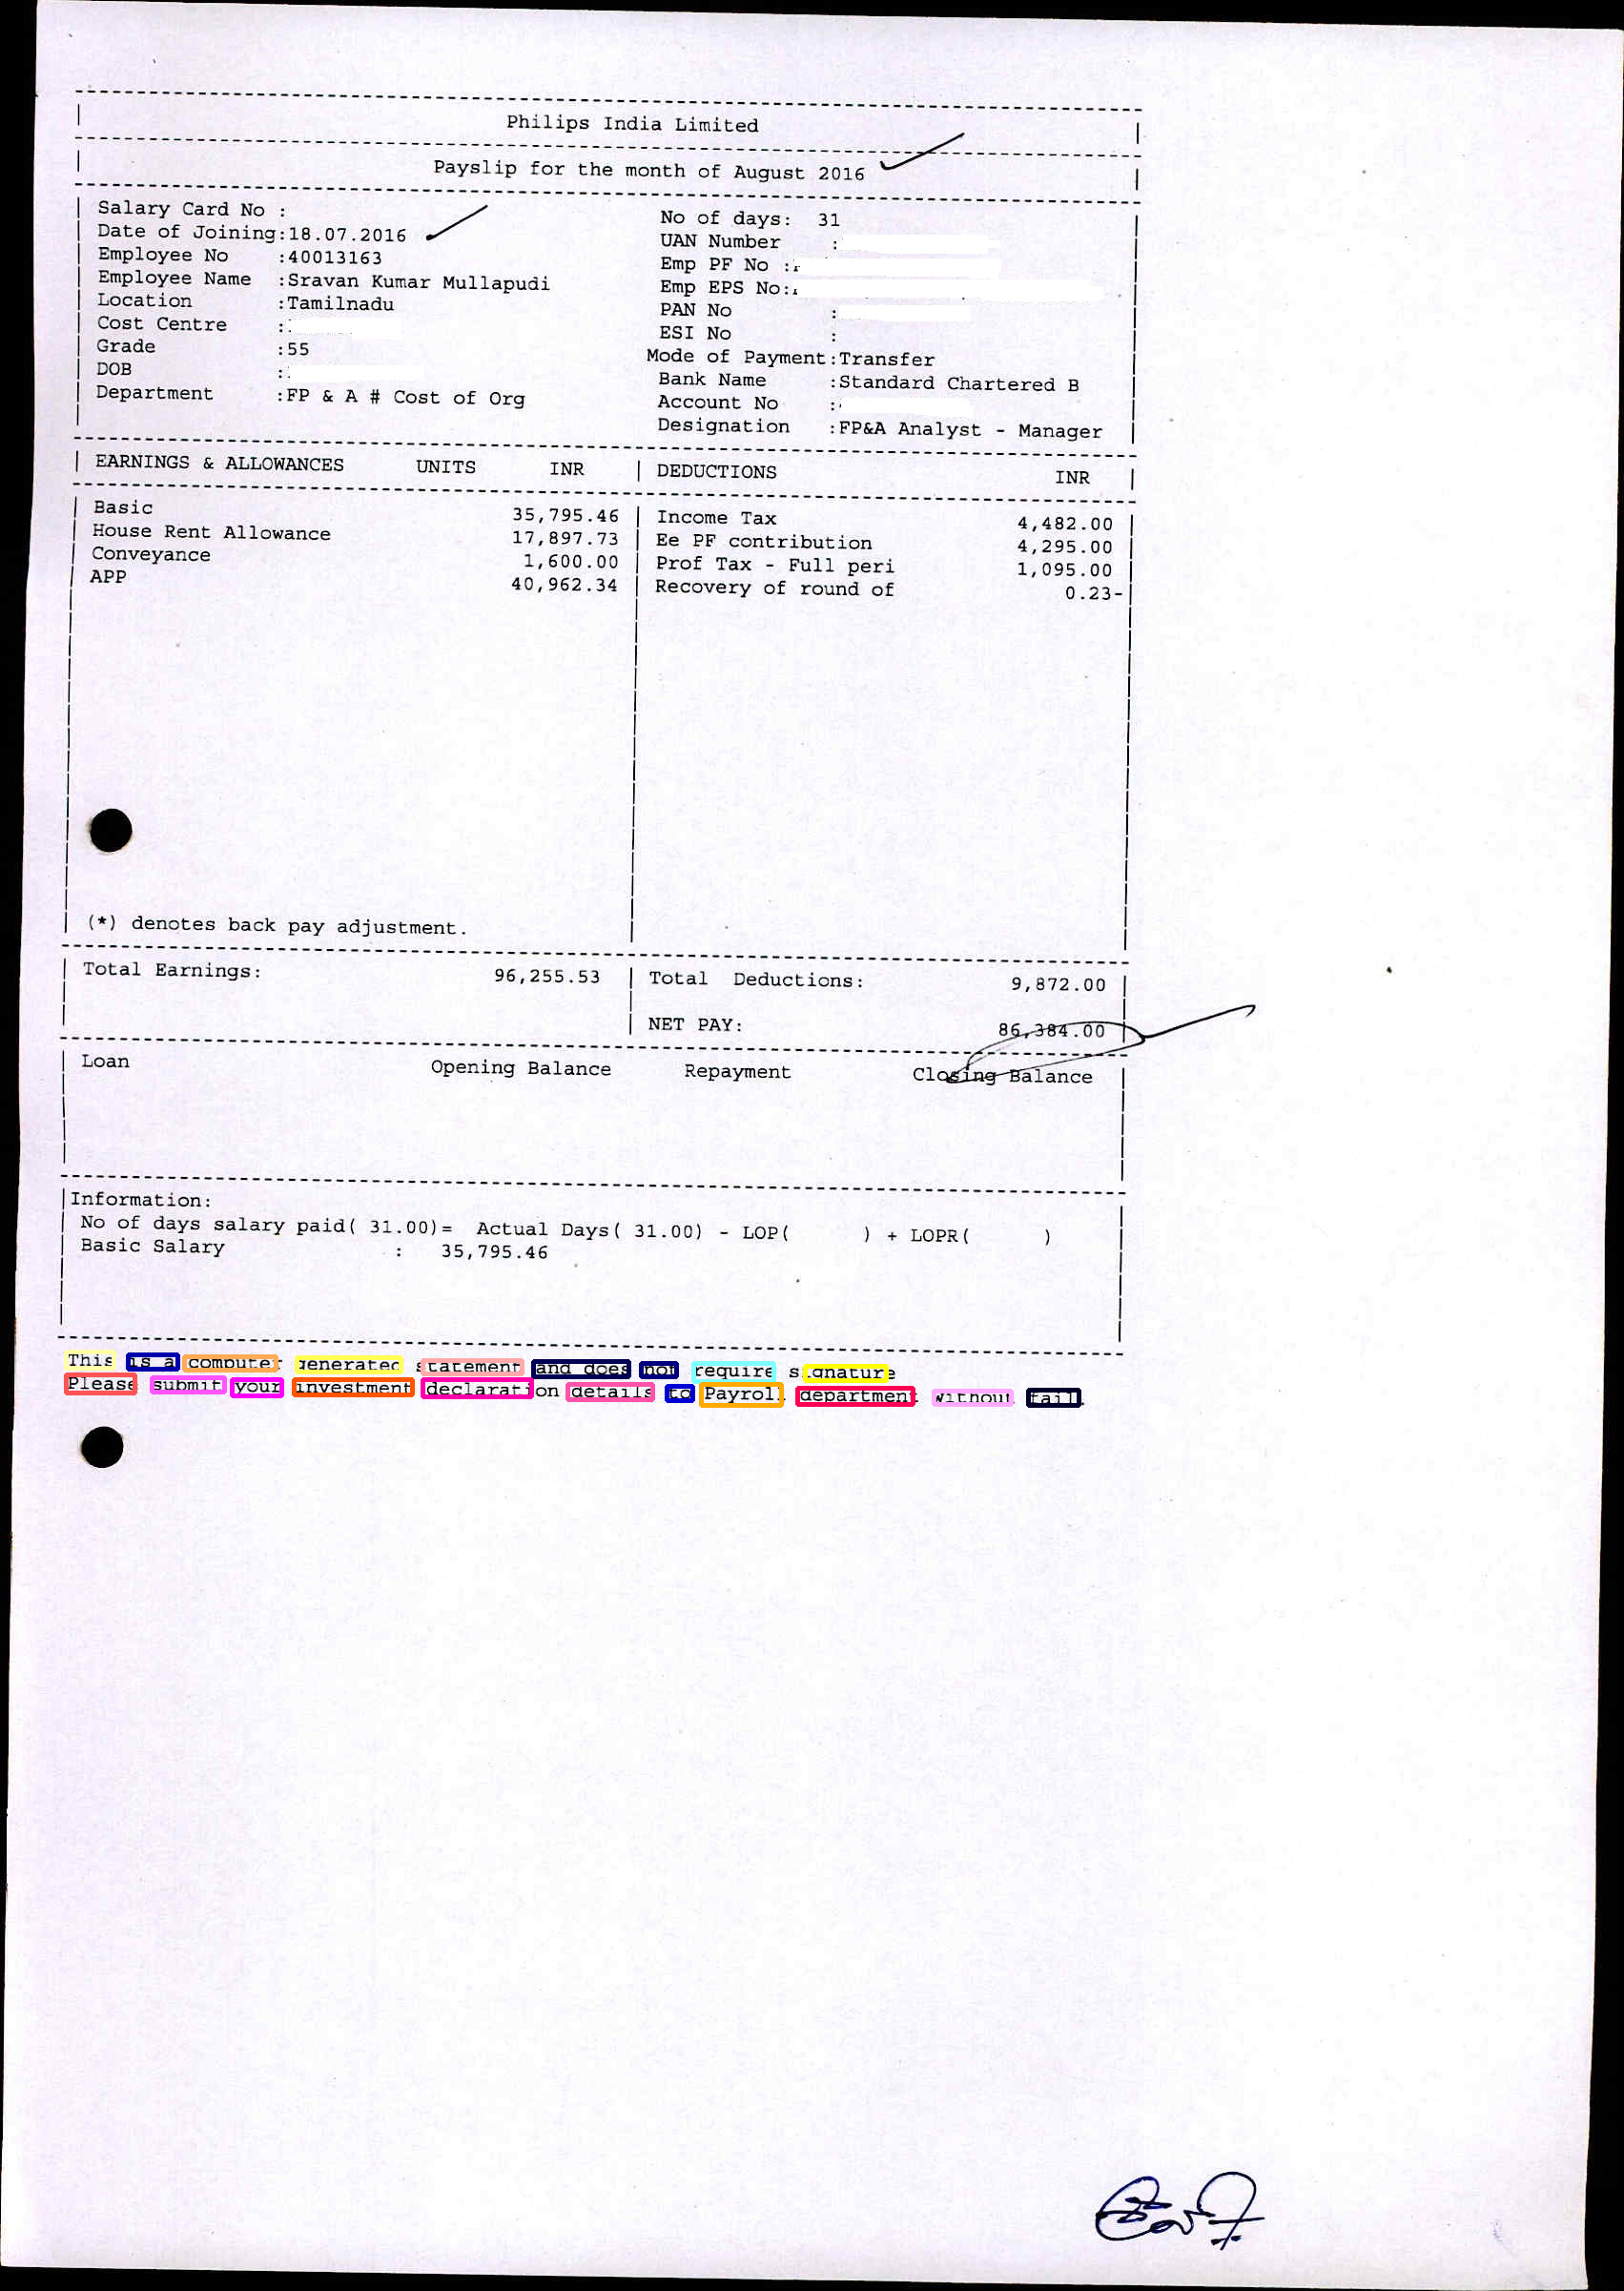 Philips India Limited
Payslip for the month of August 2016
Salary Card No :
No of days: 31
Date of Joining:18.07.2016
UAN Number :
Employee No :40013163
Emp PF No :
Employee Name :Sravan Kumar Mullapudi
Emp EPS No:
Location :Tamilnadu
PAN No :
Cost Centre :
ESI No :
Grade :55
Mode of Payment:Transfer
DOB :
Bank Name :Standard Chartered B
Department :FP & A # Cost of Org
Account No :
Designation :FP&A Analyst - Manager
EARNINGS & ALLOWANCES UNITS INR | DEDUCTIONS INR
Basic 35,795.46 | Income Tax 4,482.00
House Rent Allowance 17,897.73 | Ee PF contribution 4,295.00
Conveyance 1,600.00 | Prof Tax - Full peri 1,095.00
APP 40,962.34 | Recovery of round of 0.23-
(*) denotes back pay adjustment.
Total Earnings: 96,255.53 | Total Deductions: 9,872.00
NET PAY: 86,384.00
Loan Opening Balance Repayment Closing Balance
Information:
No of days salary paid( 31.00)= Actual Days( 31.00) - LOP( ) + LOPR( )
Basic Salary : 35,795.46
This is a computer generated statement and does not require signature
Please submit your investment declaration details to Payroll department without fail.